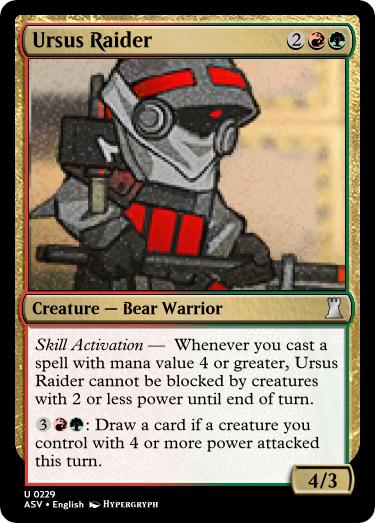 Ursus Raider 2
Creature — Bear Warrior
Skill Activation — Whenever you cast a
spell with mana value 4 or greater, Ursus
Raider cannot be blocked by creatures
with 2 or less power until end of turn.
3: Draw a card if a creature you
control with 4 or more power attacked
this turn.
4/3
U 0229
ASV • English HYPERGRYPH